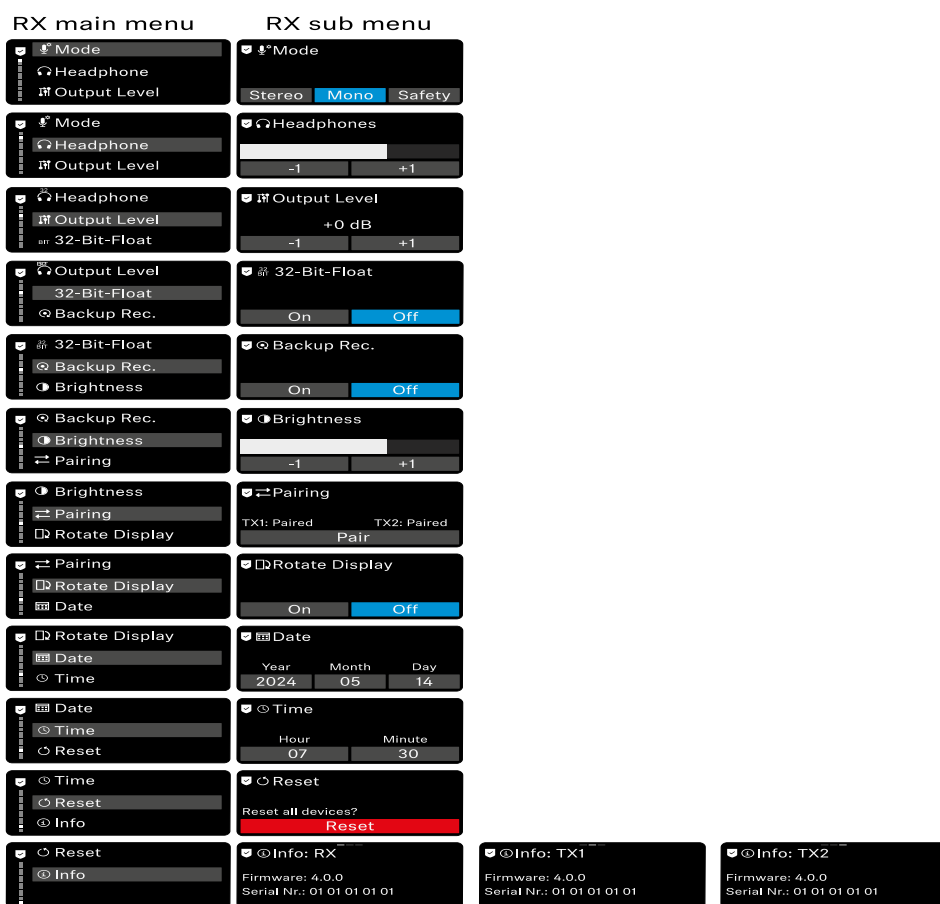 RX main menu RX sub menu
Mode
Headphone
Output Level
Mode
Stereo Mono Safety
Mode
Headphone
Output Level
Headphones
-1 +1
32
Headphone
Output Level
BIT 32-Bit-Float
Output Level
+0 dB
-1 +1
Output Level
32-Bit-Float
Backup Rec.
32 BIT 32-Bit-Float
On Off
32 BIT 32-Bit-Float
Backup Rec.
Brightness
Backup Rec.
On Off
Backup Rec.
Brightness
Pairing
Brightness
-1 +1
Brightness
Pairing
Rotate Display
Pairing
TX1: Paired TX2: Paired
Pair
Pairing
Rotate Display
Date
Rotate Display
On Off
Rotate Display
Date
Time
Date
Year Month Day
2024 05 14
Date
Time
Reset
Time
Hour Minute
07 30
Time
Reset
Info
Reset
Reset all devices?
Reset
Reset
Info
Info: RX
Firmware: 4.0.0
Serial Nr.: 01 01 01 01 01
Info: TX1
Firmware: 4.0.0
Serial Nr.: 01 01 01 01 01
Info: TX2
Firmware: 4.0.0
Serial Nr.: 01 01 01 01 01